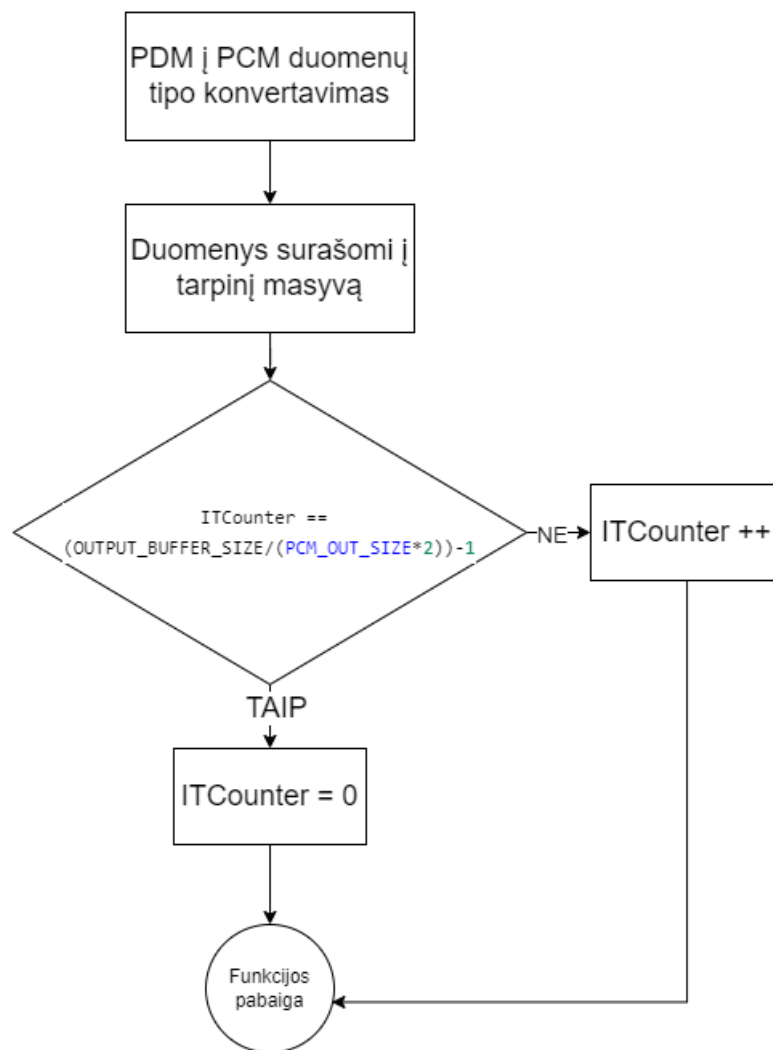 PDM į PCM duomenų
tipo konvertavimas
Duomenys surašomi į
tarpinį masyvą
ITCounter ==
(OUTPUT_BUFFER_SIZE/(PCM_OUT_SIZE*2))-1
NE
ITCounter ++
TAIP
ITCounter = 0
Funkcijos
pabaiga